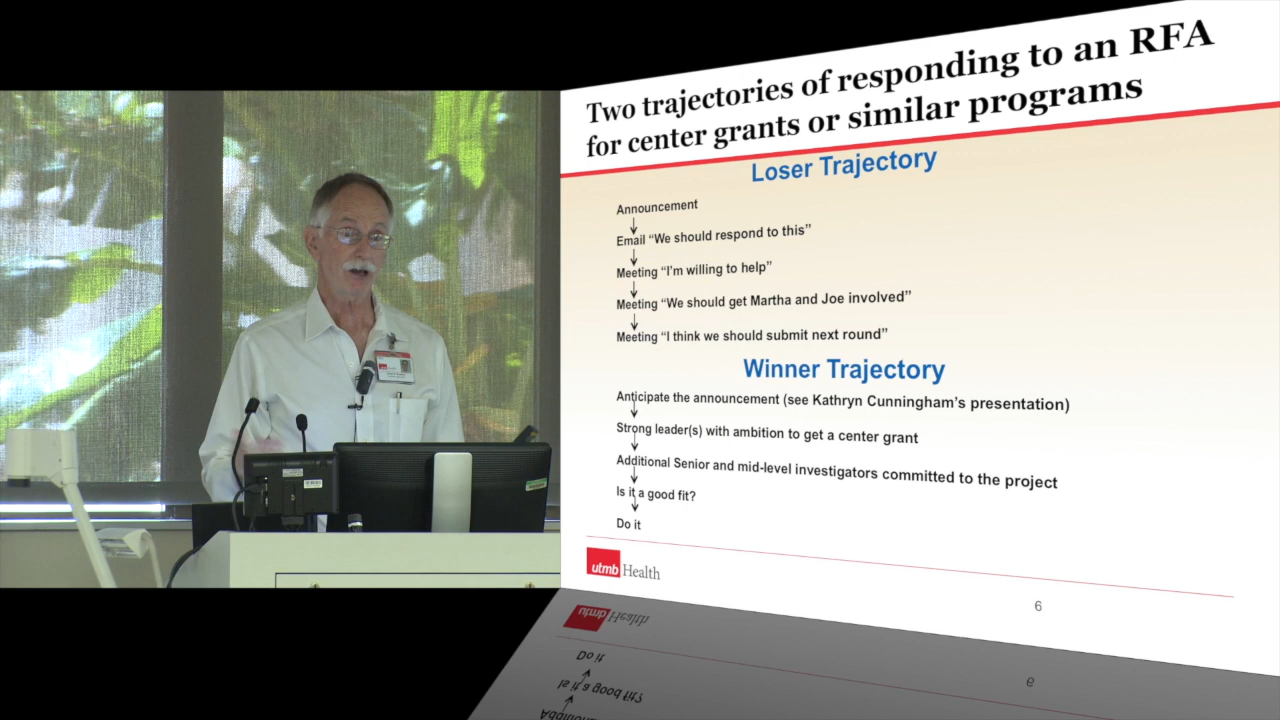 Two trajectories of responding to an RFA
for center grants or similar programs
Loser Trajectory
Announcement
Email “We should respond to this”
Meeting “I’m willing to help”
Meeting “We should get Martha and Joe involved”
Meeting “I think we should submit next round”
Winner Trajectory
Anticipate the announcement (see Kathryn Cunningham’s presentation)
Strong leader(s) with ambition to get a center grant
Additional Senior and mid-level investigators committed to the project
Is it a good fit?
Do it
utmb Health
6